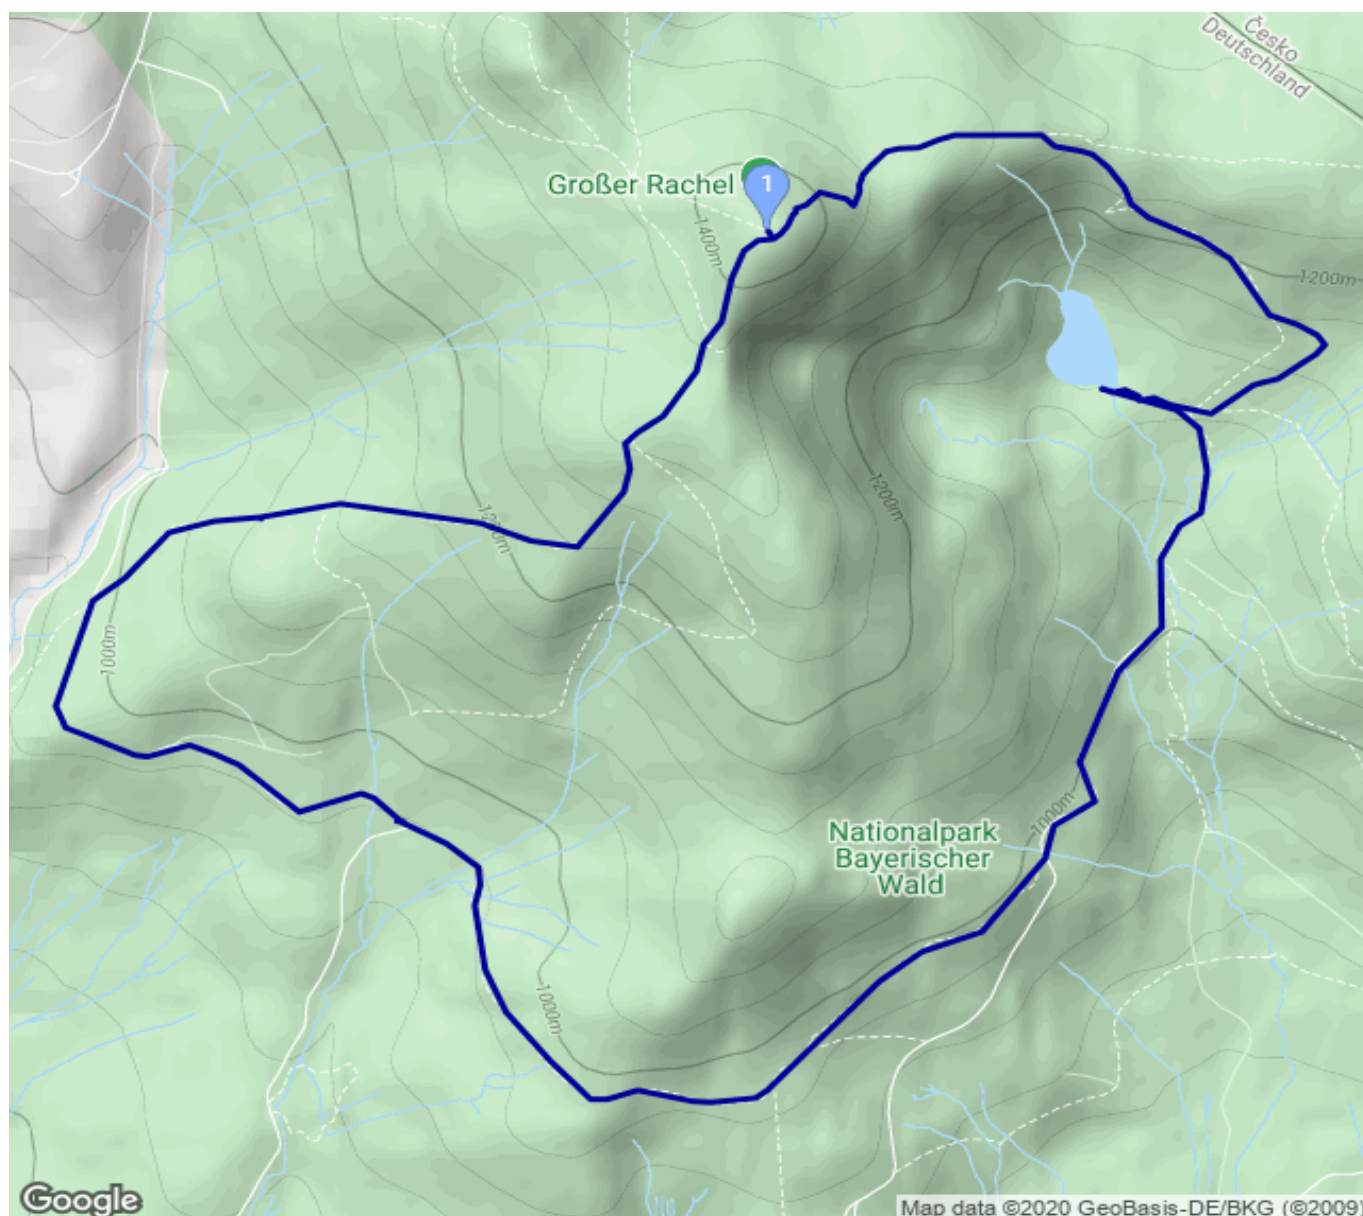 Česko
Deutschland
Großer Rachel
1
1400m
1200m
1200m
1200m
1000m
Nationalpark
Bayerischer
Wald
1000m
1000m
Google
Map data ©2020 GeoBasis-DE/BKG (©2009)